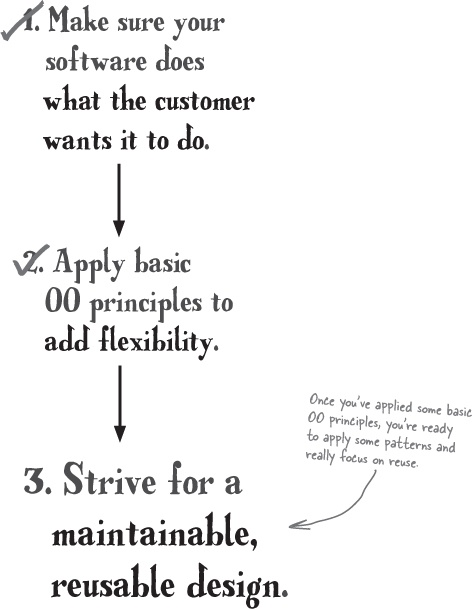 1. Make sure your
software does
what the customer
wants it to do.
2. Apply basic
OO principles to
add flexibility.
Once you've applied some basic
OO principles, you're ready
to apply some patterns and
really focus on reuse.
3. Strive for a
maintainable,
reusable design.